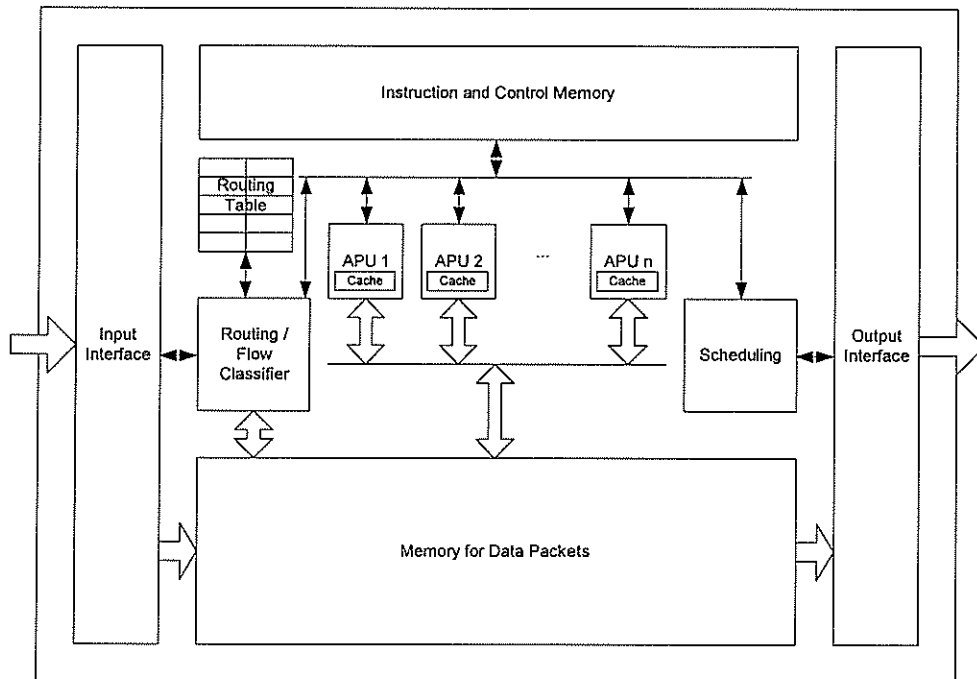 Instruction and Control Memory
Routing
Table
APU 1
Cache
APU 2
Cache
...
APU n
Cache
Input
Interface
Routing /
Flow
Classifier
Scheduling
Output
Interface
Memory for Data Packets